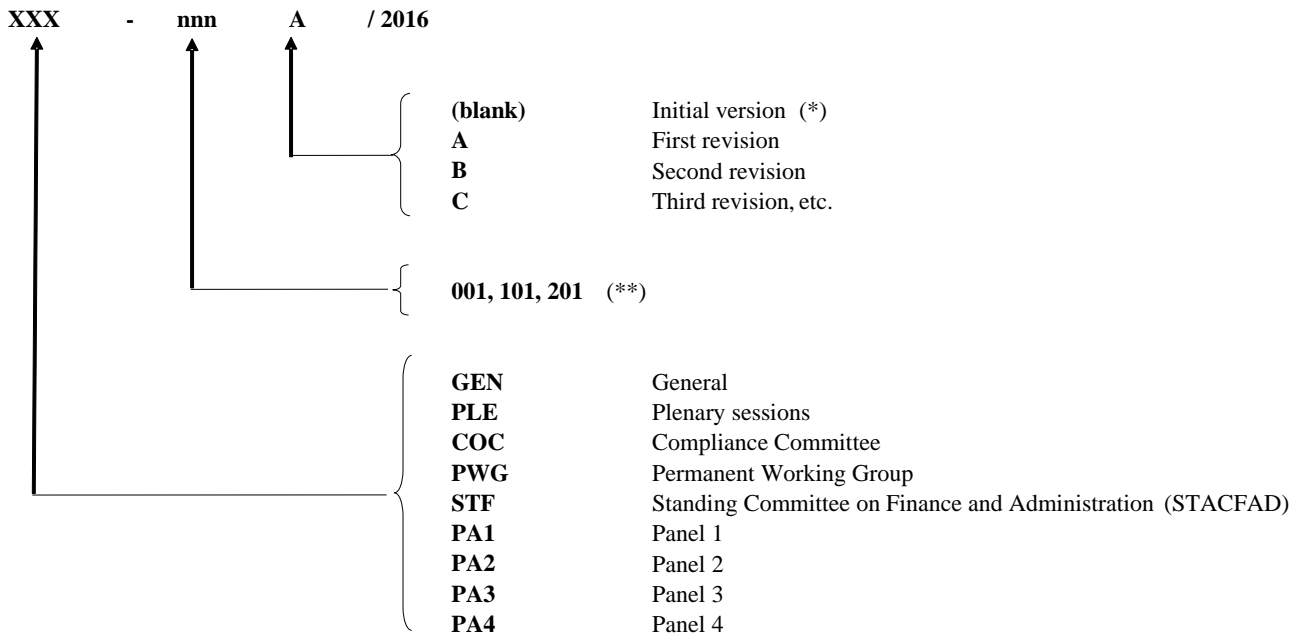 XXX - nnn A / 2016
(blank) Initial version (*)
A First revision
B Second revision
C Third revision, etc.
001, 101, 201 (**)
GEN General
PLE Plenary sessions
COC Compliance Committee
PWG Permanent Working Group
STF Standing Committee on Finance and Administration (STACFAD)
PA1 Panel 1
PA2 Panel 2
PA3 Panel 3
PA4 Panel 4